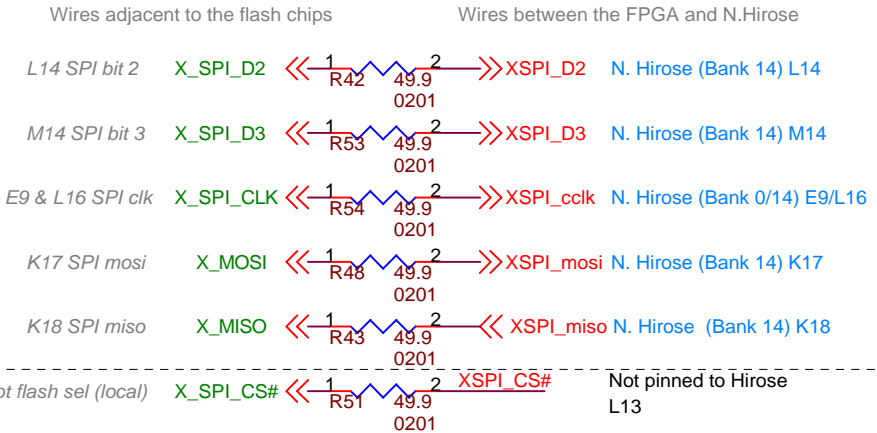 Wires adjacent to the flash chips Wires between the FPGA and N.Hirose
L14 SPI bit 2 X_SPI_D2 1 R42 49.9 0201 2 XSPI_D2 N. Hirose (Bank 14) L14
M14 SPI bit 3 X_SPI_D3 1 R53 49.9 0201 2 XSPI_D3 N. Hirose (Bank 14) M14
E9 & L16 SPI clk X_SPI_CLK 1 R54 49.9 0201 2 XSPI_cclk N. Hirose (Bank 0/14) E9/L16
K17 SPI mosi X_MOSI 1 R48 49.9 0201 2 XSPI_mosi N. Hirose (Bank 14) K17
K18 SPI miso X_MISO 1 R43 49.9 0201 2 XSPI_miso N. Hirose (Bank 14) K18
flash sel (local) X_SPI_CS# 1 R51 49.9 0201 2 XSPI_CS# Not pinned to Hirose
L13